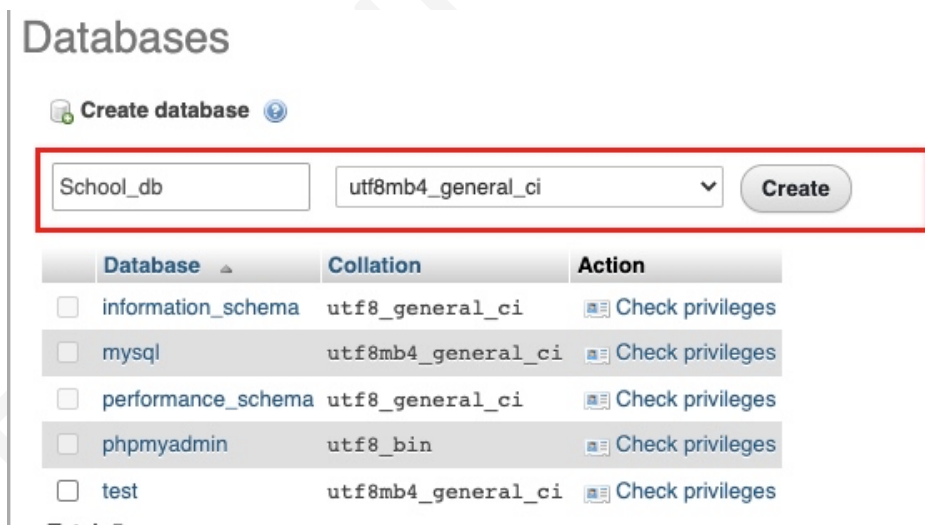 Databases
Create database
School_db utf8mb4_general_ci Create
Database Collation Action
information_schema utf8_general_ci Check privileges
mysql utf8mb4_general_ci Check privileges
performance_schema utf8_general_ci Check privileges
phpmyadmin utf8_bin Check privileges
test utf8mb4_general_ci Check privileges